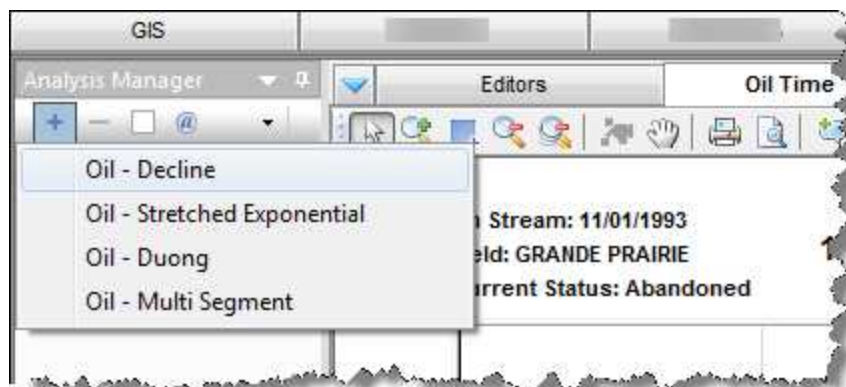 GIS
Analysis Manager
Editors
Oil Time
+ - @
Oil - Decline
Oil - Stretched Exponential
Oil - Duong
Oil - Multi Segment
Stream: 11/01/1993
eld: GRANDE PRAIRIE
urrent Status: Abandoned